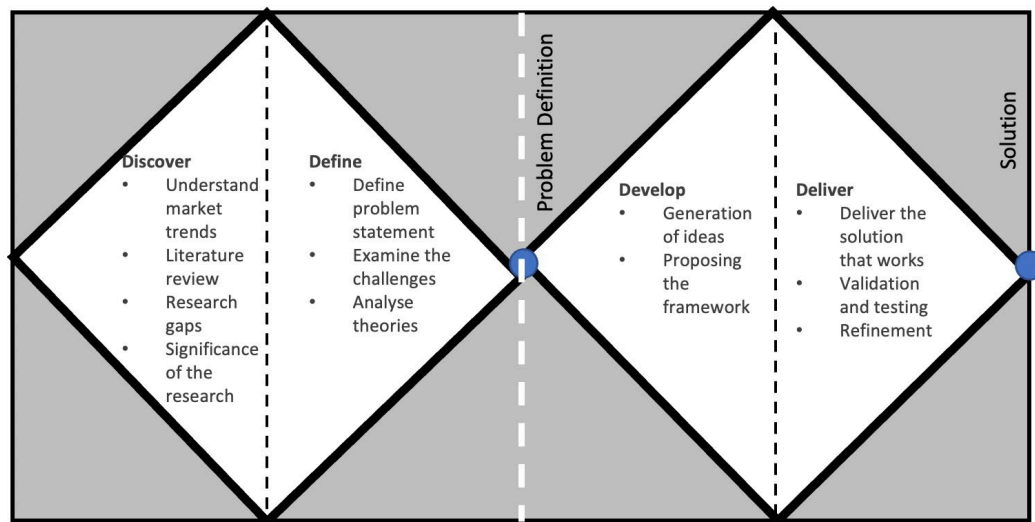 Discover
• Understand
market
trends
• Literature
review
• Research
gaps
• Significance
of the
research
Define
• Define
problem
statement
• Examine the
challenges
• Analyse
theories
Problem Definition
Develop
• Generation
of ideas
• Proposing
the
framework
Deliver
• Deliver the
solution
that works
• Validation
and testing
• Refinement
Solution